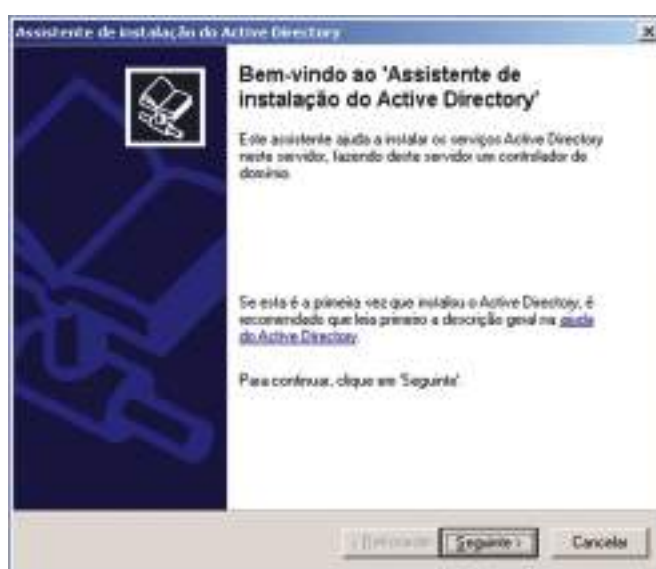 Assistente de instalação do Active Directory
Bem-vindo ao 'Assistente de
instalação do Active Directory'
Este assistente ajuda a instalar os serviços Active Directory
neste servidor, fazendo deste servidor um controlador de
domínio.
Se esta é a primeira vez que instalou o Active Directory, é
recomendado que leia primeiro a descrição geral na ajuda
do Active Directory.
Para continuar, clique em 'Seguinte'.
Seguinte >
Cancelar